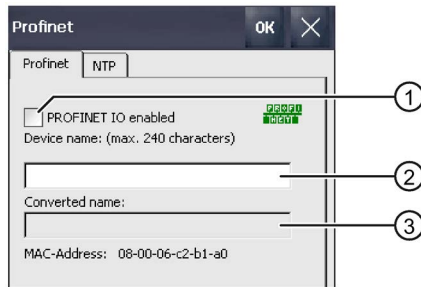 Profinet OK
Profinet NTP
PROFINET IO enabled
PROFI
NET
Device name: (max. 240 characters)
Converted name:
MAC-Address: 08-00-06-c2-b1-a0
1
2
3